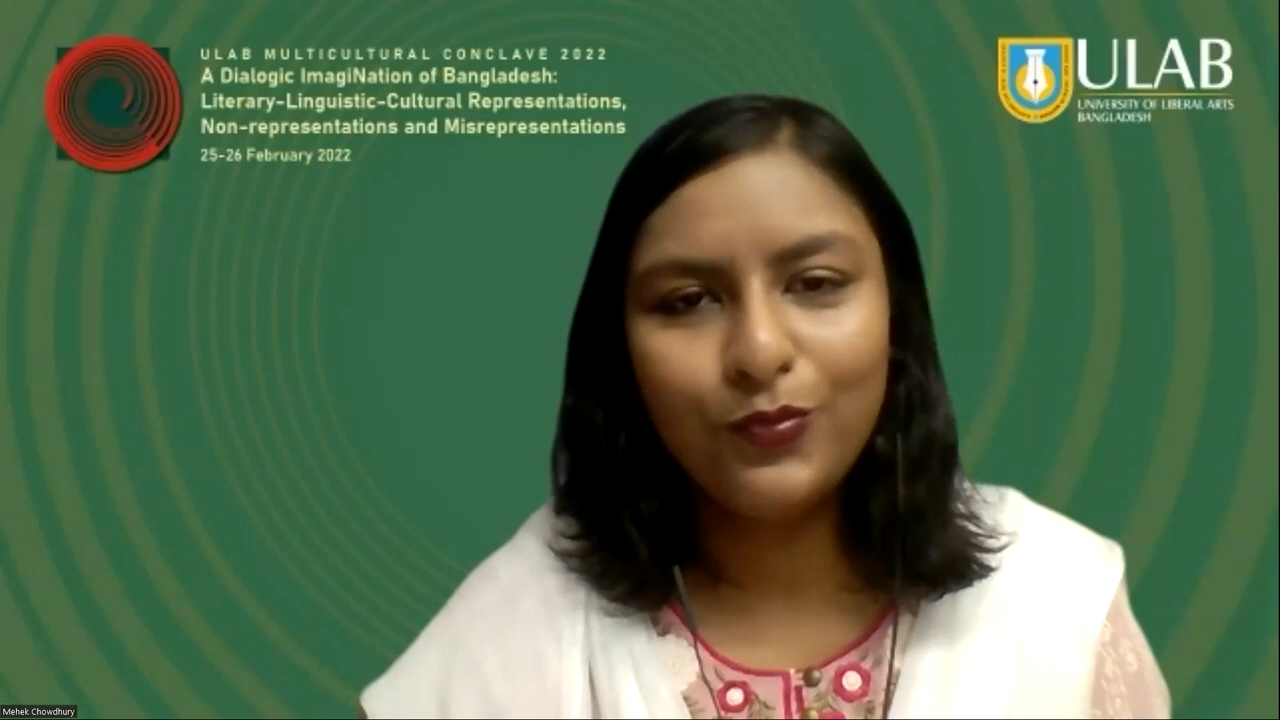 ULAB MULTICULTURAL CONCLAVE 2022
A Dialogic ImagiNation of Bangladesh:
Literary-Linguistic-Cultural Representations,
Non-representations and Misrepresentations
25-26 February 2022
ULAB
UNIVERSITY OF LIBERAL ARTS
BANGLADESH
Mehek Chowdhury